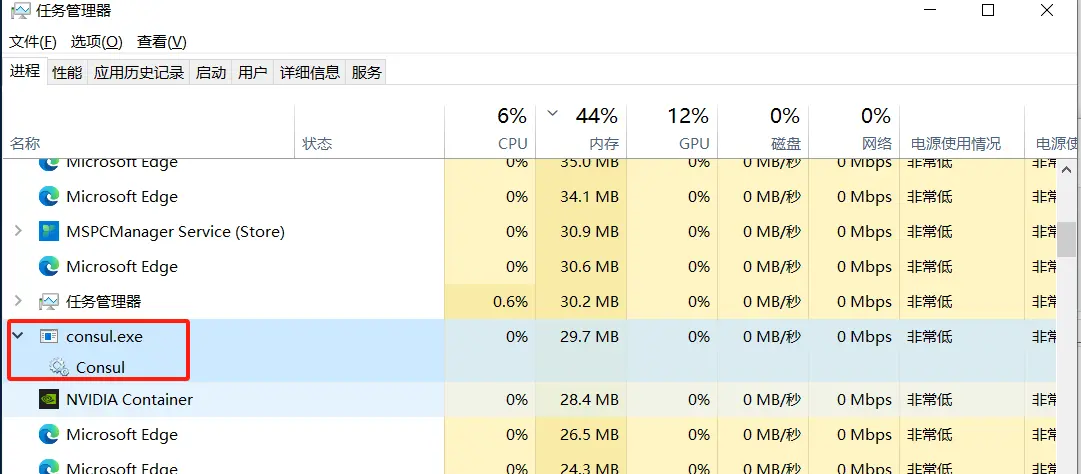 任务管理器
文件(F) 选项(O) 查看(V)
进程 性能 应用历史记录 启动 用户 详细信息 服务
6% 44% 12% 0% 0%
名称 状态 CPU 内存 GPU 磁盘 网络 电源使用情况 电源使
Microsoft Edge 0% 35.0 MB 0% 0 MB/秒 0 Mbps 非常低 非常
Microsoft Edge 0% 34.1 MB 0% 0 MB/秒 0 Mbps 非常低 非常
MSPCManager Service (Store) 0% 30.9 MB 0% 0 MB/秒 0 Mbps 非常低 非常
Microsoft Edge 0% 30.6 MB 0% 0 MB/秒 0 Mbps 非常低 非常
任务管理器 0.6% 30.2 MB 0% 0 MB/秒 0 Mbps 非常低 非常
consul.exe 0% 29.7 MB 0% 0 MB/秒 0 Mbps 非常低 非常
Consul
NVIDIA Container 0% 28.4 MB 0% 0 MB/秒 0 Mbps 非常低 非常
Microsoft Edge 0% 26.5 MB 0% 0 MB/秒 0 Mbps 非常低 非常
Microsoft Edge 0% 24.3 MB 0% 0 MB/秒 0 Mbps 非常低 非常